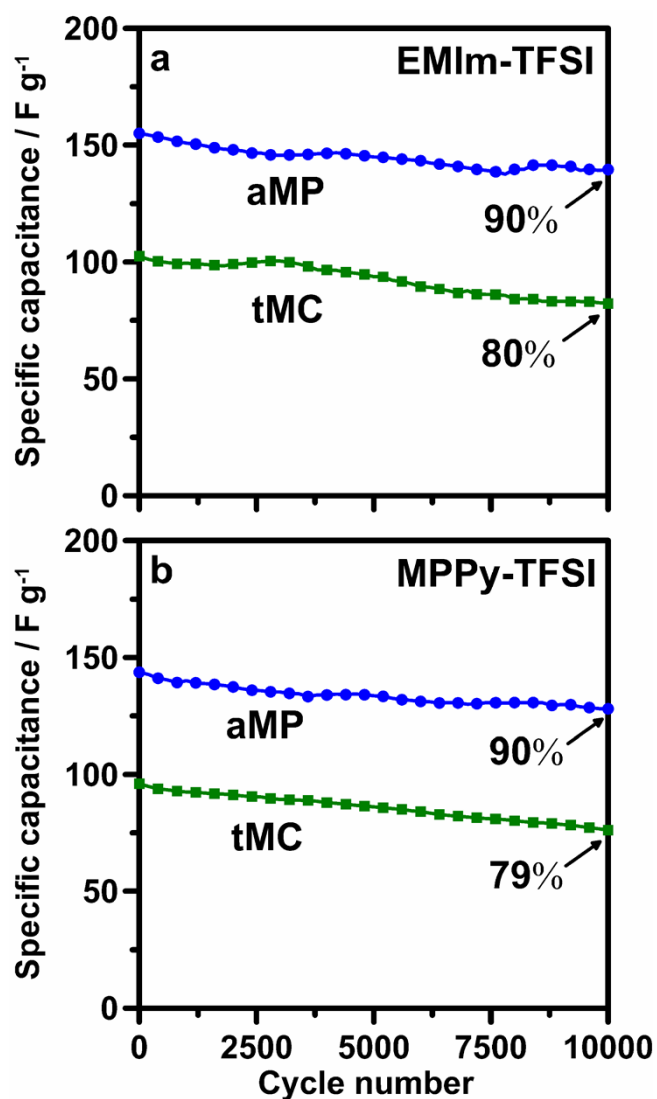 Specific capacitance / F g⁻¹
200
150
100
50
0
a
EMIm-TFSI
aMP
90%
tMC
80%
Specific capacitance / F g⁻¹
200
150
100
50
0
b
MPPy-TFSI
aMP
90%
tMC
79%
0 2500 5000 7500 10000
Cycle number